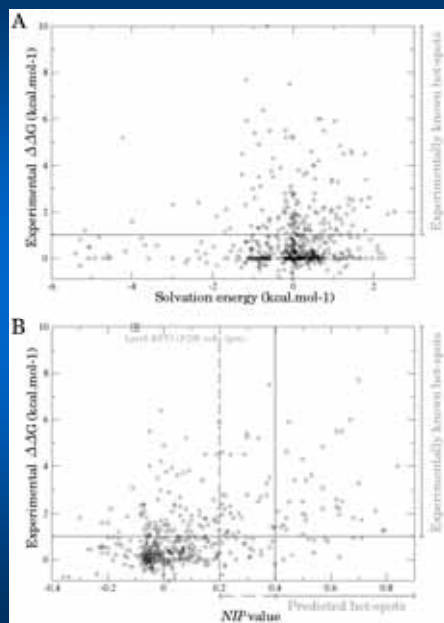 A
10
8
6
4
2
0
Experimental ΔΔG (kcal.mol-1)
Experimentally known hot-spots
-6
-4
-2
0
2
Solvation energy (kcal.mol-1)
B
10
8
6
4
2
0
Experimental ΔΔG (kcal.mol-1)
Experimentally known hot-spots
-0.4
-0.2
0
0.2
0.4
0.6
0.8
Predicted hot-spots
NIP value